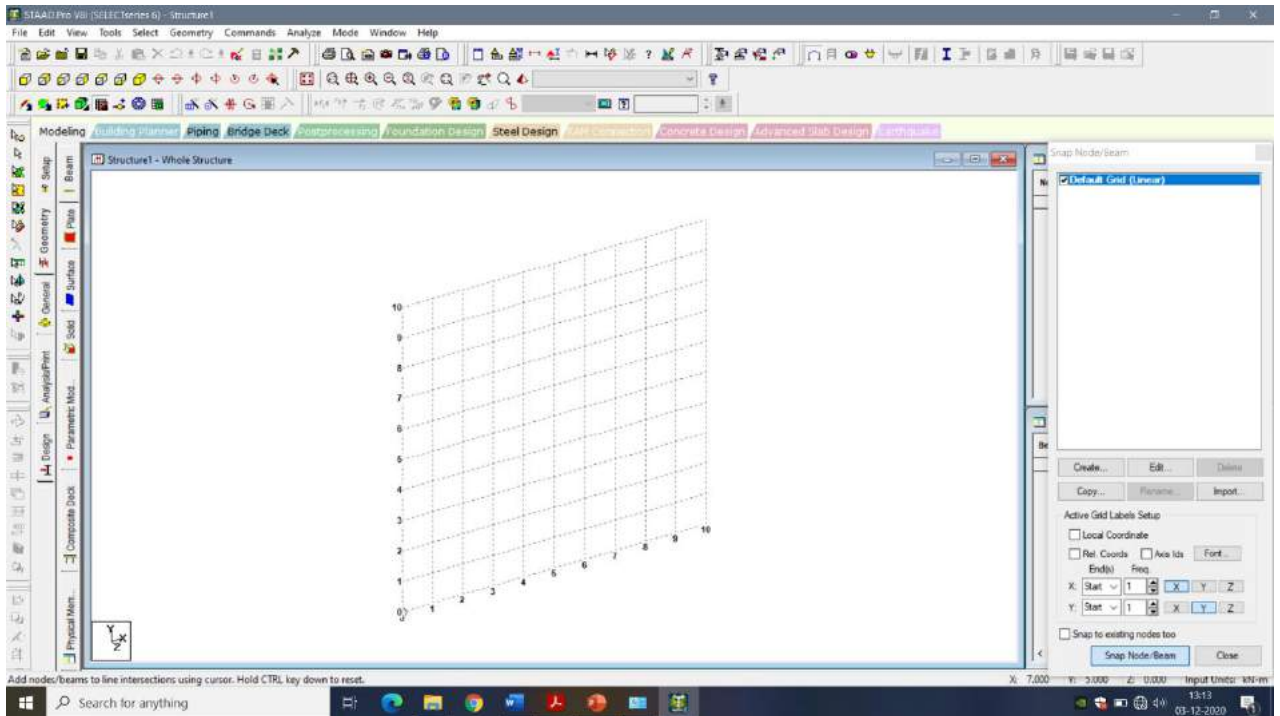 STAAD.Pro V8i (SELECTseries 6) - Structure1
File Edit View Tools Select Geometry Commands Analyze Mode Window Help
Modeling Building Planner Piping Bridge Deck Postprocessing Foundation Design Steel Design RAM Connection Concrete Design Advanced Slab Design Earthquake
Structure1 - Whole Structure
Snap Node/Beam
Default Grid (Linear)
Setup
Geometry
General
Analysis/Print
Design
Beam
Plate
Surface
Solid
Parametric Mod...
Composite Deck
Physical Mem...
10
9
8
7
6
5
4
3
2
1
0
1 2 3 4 5 6 7 8 9 10
Y
X
Z
Be
Create... Edit... Delete
Copy... Rename... Import...
Active Grid Labels Setup
Local Coordinate
Rel. Coords Axis Ids Font...
End(s) Freq.
X: Start 1 X Y Z
Y: Start 1 X Y Z
Snap to existing nodes too
Snap Node/Beam Close
Add nodes/beams to line intersections using cursor. Hold CTRL key down to reset.
X: 7.000 Y: 5.000 Z: 0.000 Input Units: kN-m
Search for anything
13:13
03-12-2020